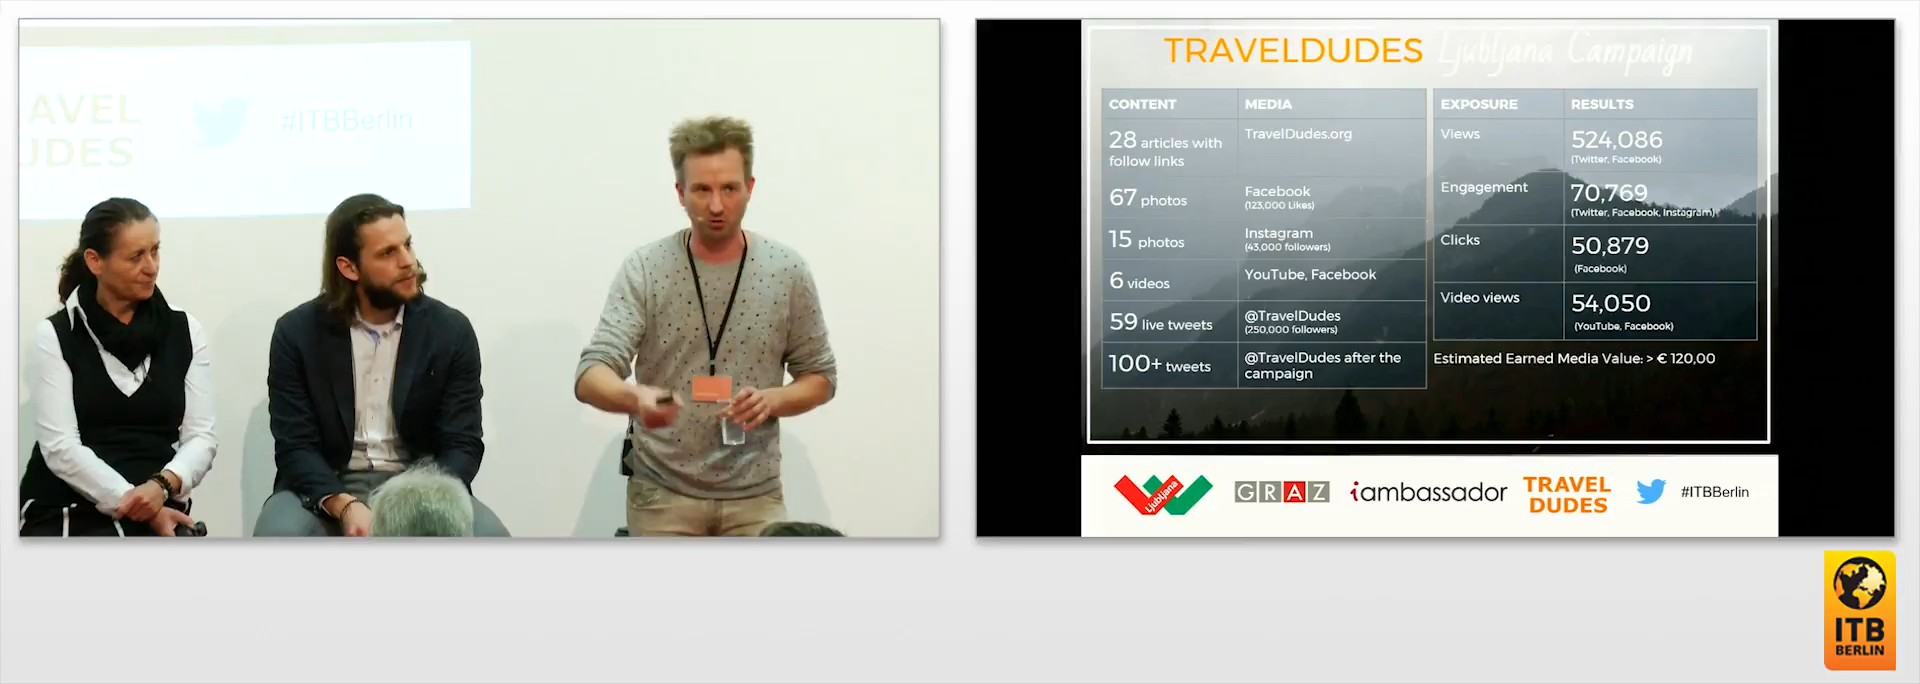 AVEL
UDES
#ITBBerlin
TRAVELDUDES Ljubljana Campaign
CONTENT MEDIA
28 articles with follow links
TravelDudes.org
67 photos
Facebook
(123,000 Likes)
15 photos
Instagram
(43,000 followers)
6 videos
YouTube, Facebook
59 live tweets
@TravelDudes
(250,000 followers)
100+ tweets
@TravelDudes after the
campaign
EXPOSURE RESULTS
Views
524,086
(Twitter, Facebook)
Engagement
70,769
(Twitter, Facebook, Instagram)
Clicks
50,879
(Facebook)
Video views
54,050
(YouTube, Facebook)
Estimated Earned Media Value: > € 120,00
Ljubljana
GRAZ
iambassador
TRAVEL
DUDES
#ITBBerlin
ITB
BERLIN